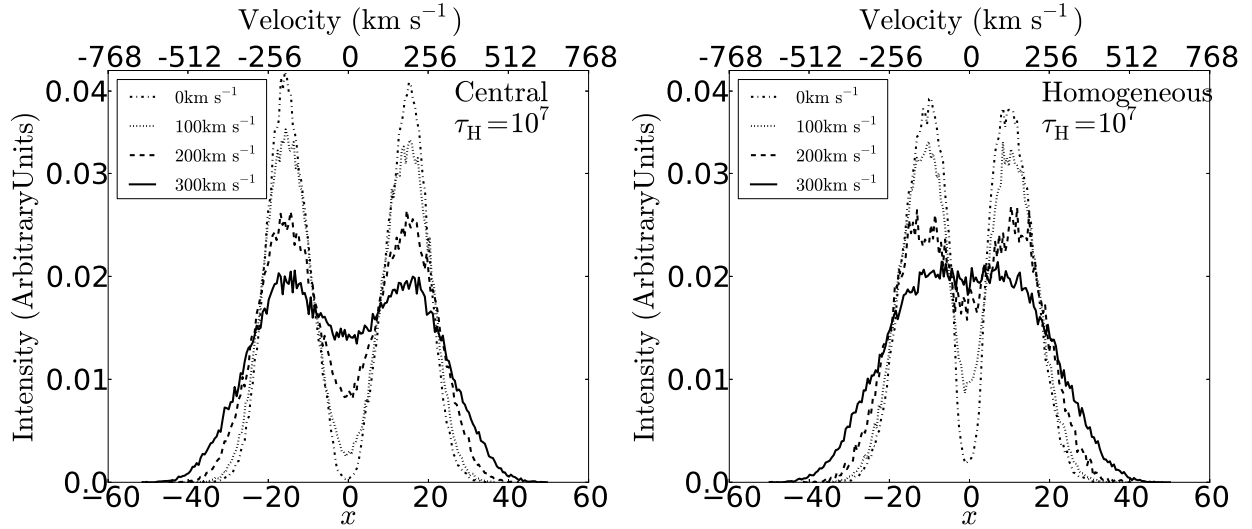 Velocity (km s⁻¹)
-768 -512 -256 0 256 512 768
0km s⁻¹
100km s⁻¹
200km s⁻¹
300km s⁻¹
Central
τ_H=10⁷
Intensity (ArbitraryUnits)
0.04
0.03
0.02
0.01
0.0
−60 −40 −20 0 20 40 60
x
Velocity (km s⁻¹)
-768 -512 -256 0 256 512 768
0km s⁻¹
100km s⁻¹
200km s⁻¹
300km s⁻¹
Homogeneous
τ_H=10⁷
Intensity (ArbitraryUnits)
0.04
0.03
0.02
0.01
0.0
−60 −40 −20 0 20 40 60
x